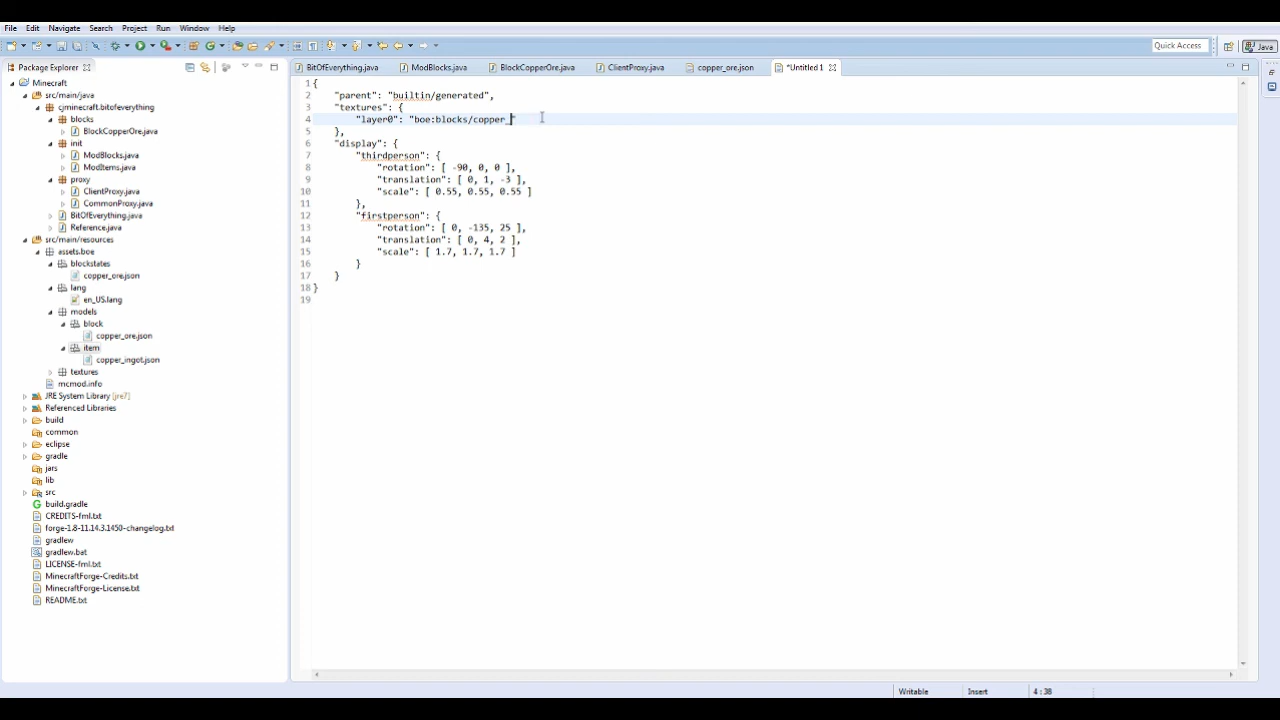 File Edit Navigate Search Project Run Window Help
Quick Access
Java
Package Explorer
BitOfEverything.java
ModBlocks.java
BlockCopperOre.java
ClientProxy.java
copper_ore.json
*Untitled 1
Minecraft
src/main/java
cjminecraft.bitofeverything
blocks
BlockCopperOre.java
init
ModBlocks.java
ModItems.java
proxy
ClientProxy.java
CommonProxy.java
BitOfEverything.java
Reference.java
src/main/resources
assets.boe
blockstates
copper_ore.json
lang
en_US.lang
models
block
copper_ore.json
item
copper_ingot.json
textures
mcmod.info
JRE System Library [jre7]
Referenced Libraries
build
common
eclipse
gradle
jars
lib
src
build.gradle
CREDITS-fml.txt
forge-1.8-11.14.3.1450-changelog.txt
gradlew
gradlew.bat
LICENSE-fml.txt
MinecraftForge-Credits.txt
MinecraftForge-License.txt
README.txt
1 {
2 "parent": "builtin/generated",
3 "textures": {
4 "layer0": "boe:blocks/copper_"
5 },
6 "display": {
7 "thirdperson": {
8 "rotation": [ -90, 0, 0 ],
9 "translation": [ 0, 1, -3 ],
10 "scale": [ 0.55, 0.55, 0.55 ]
11 },
12 "firstperson": {
13 "rotation": [ 0, -135, 25 ],
14 "translation": [ 0, 4, 2 ],
15 "scale": [ 1.7, 1.7, 1.7 ]
16 }
17 }
18 }
19
Writable
Insert
4 : 38